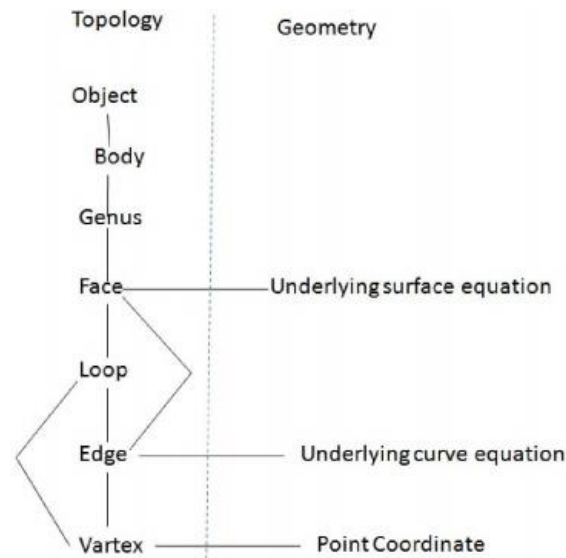 Topology
Geometry
Object
Body
Genus
Face
Underlying surface equation
Loop
Edge
Underlying curve equation
Vartex
Point Coordinate